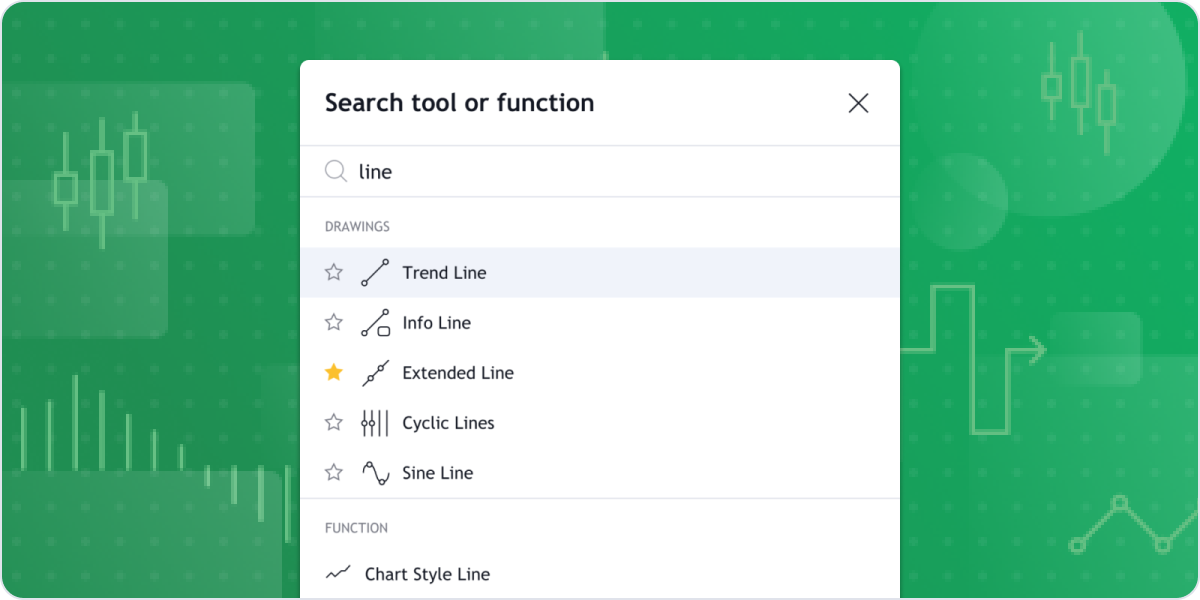 Search tool or function
line
DRAWINGS
Trend Line
Info Line
Extended Line
Cyclic Lines
Sine Line
FUNCTION
Chart Style Line